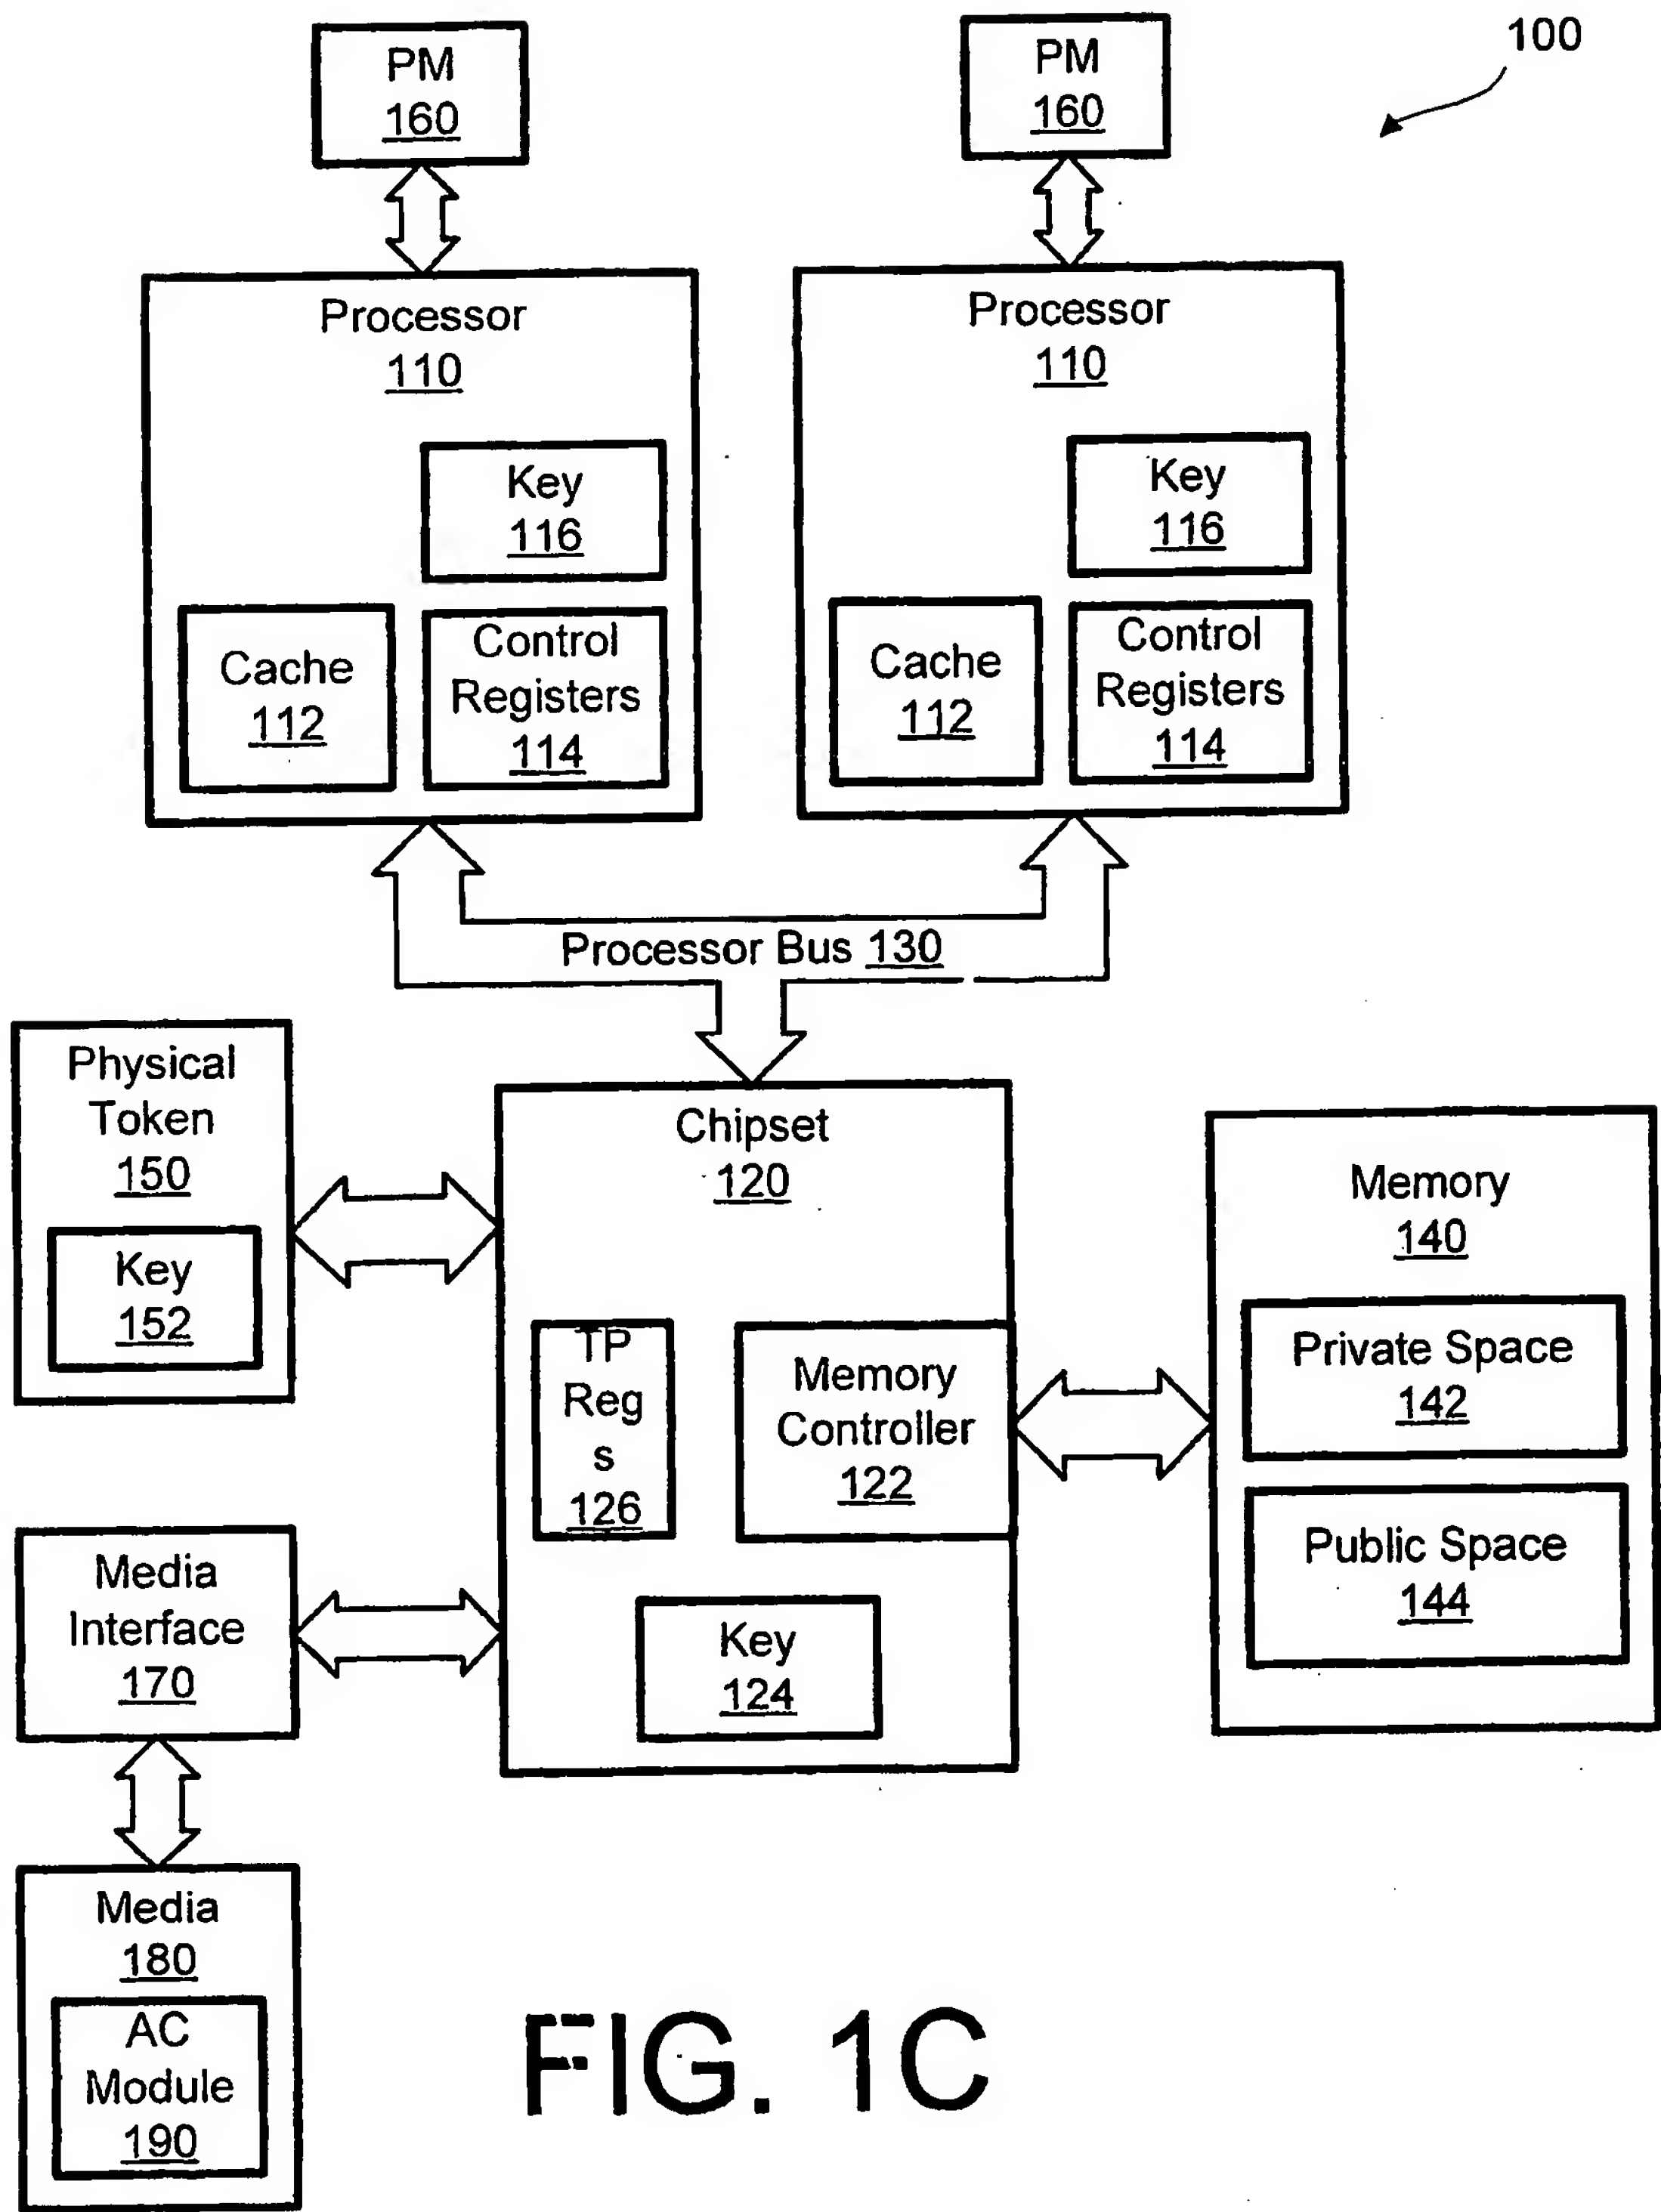 100
PM
160
PM
160
Processor
110
Key
116
Cache
112
Control
Registers
114
Processor
110
Key
116
Cache
112
Control
Registers
114
Processor Bus 130
Physical
Token
150
Key
152
Chipset
120
TP
Reg
s
126
Memory
Controller
122
Key
124
Memory
140
Private Space
142
Public Space
144
Media
Interface
170
Media
180
AC
Module
190
FIG. 1C